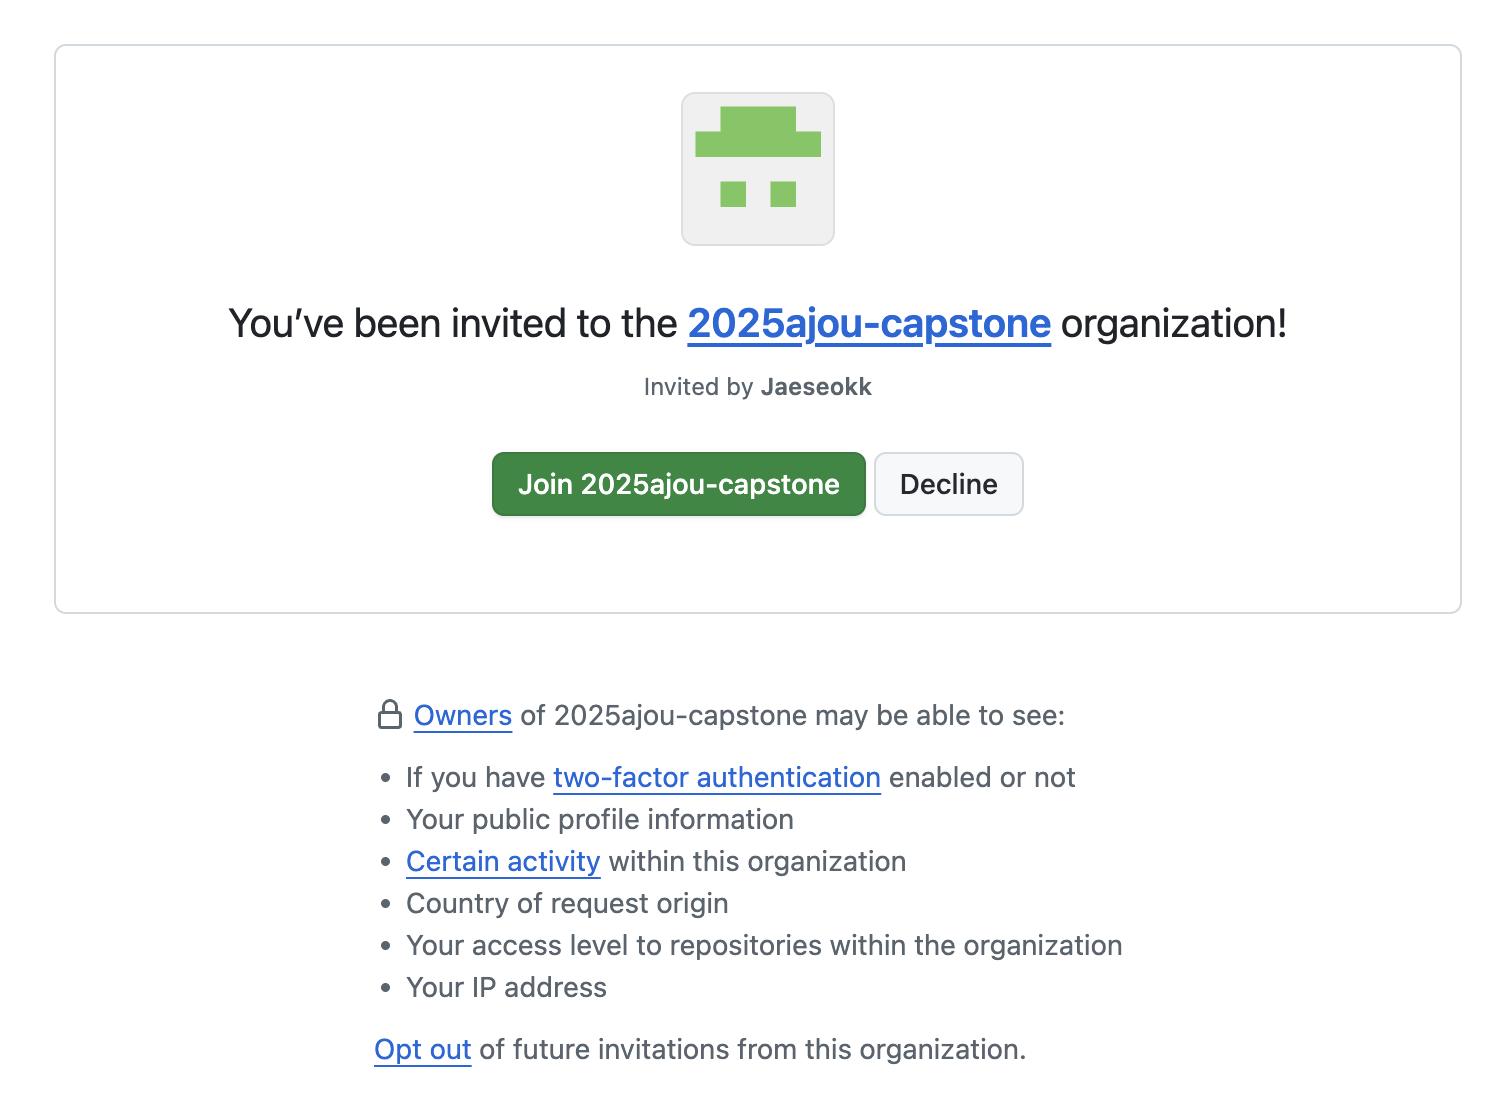 You’ve been invited to the 2025ajou-capstone organization!
Invited by Jaeseokk
Join 2025ajou-capstone
Decline
Owners of 2025ajou-capstone may be able to see:
• If you have two-factor authentication enabled or not
• Your public profile information
• Certain activity within this organization
• Country of request origin
• Your access level to repositories within the organization
• Your IP address
Opt out of future invitations from this organization.